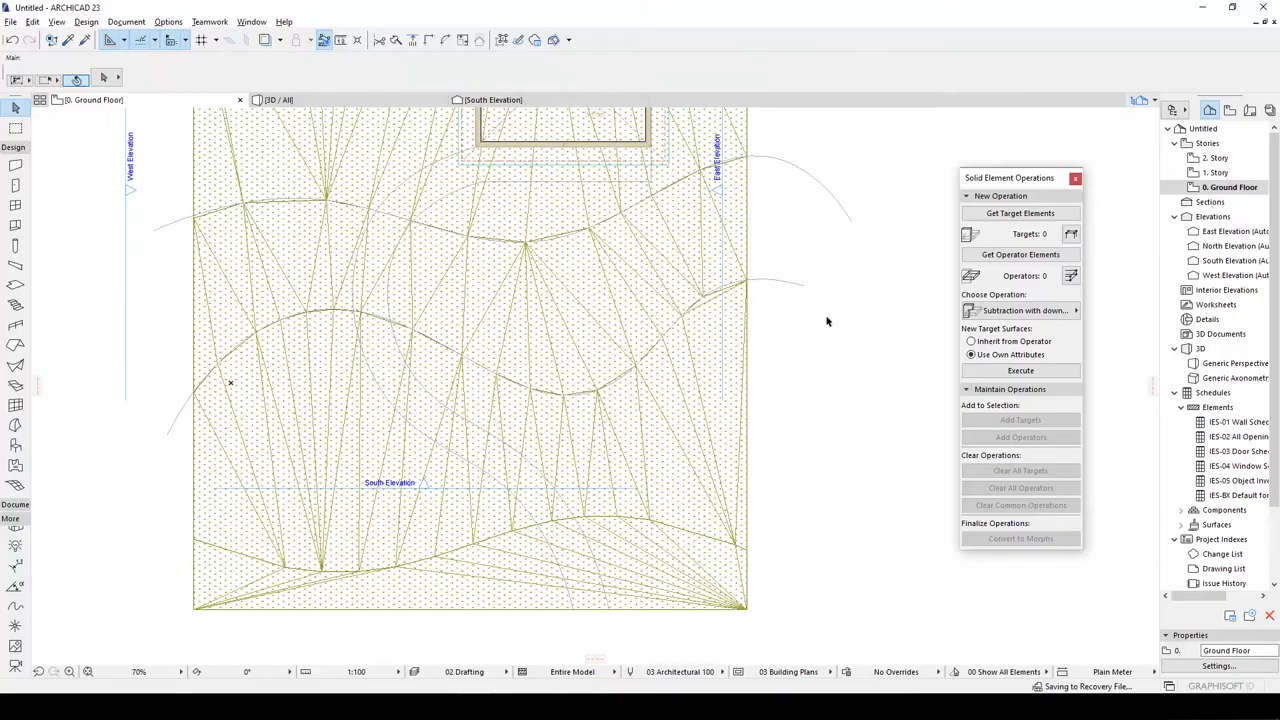 Untitled - ARCHICAD 23
File Edit View Design Document Options Teamwork Window Help
Main:
[0. Ground Floor]
[3D / All]
[South Elevation]
Design
Docume
More
West Elevation
East Elevation
South Elevation
Solid Element Operations
New Operation
Get Target Elements
Targets: 0
Get Operator Elements
Operators: 0
Choose Operation:
Subtraction with down...
New Target Surfaces:
Inherit from Operator
Use Own Attributes
Execute
Maintain Operations
Add to Selection:
Add Targets
Add Operators
Clear Operations:
Clear All Targets
Clear All Operators
Clear Common Operations
Finalize Operations:
Convert to Morphs
Untitled
Stories
2. Story
1. Story
0. Ground Floor
Sections
Elevations
East Elevation (Aut
North Elevation (Au
South Elevation (Au
West Elevation (Au
Interior Elevations
Worksheets
Details
3D Documents
3D
Generic Perspective
Generic Axonometr
Schedules
Elements
IES-01 Wall Sched
IES-02 All Opening
IES-03 Door Sche
IES-04 Window S
IES-05 Object Inve
IES-BX Default for
Components
Surfaces
Project Indexes
Change List
Drawing List
Issue History
Properties
0. Ground Floor
Settings...
70% 0° 1:100 02 Drafting Entire Model 03 Architectural 100 03 Building Plans No Overrides 00 Show All Elements Plain Meter
Saving to Recovery File...
GRAPHISOFT ID